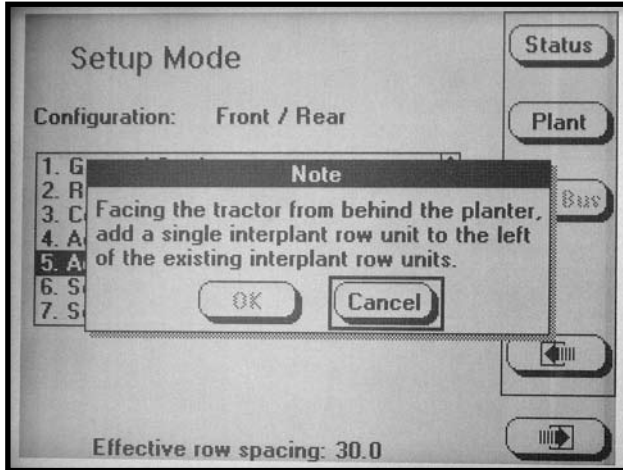 Setup Mode
Status
Configuration: Front / Rear
Plant
Bus
1. G
2. R
3. C
4. A
5. A
6. S
7. S
Note
Facing the tractor from behind the planter,
add a single interplant row unit to the left
of the existing interplant row units.
OK
Cancel
Effective row spacing: 30.0